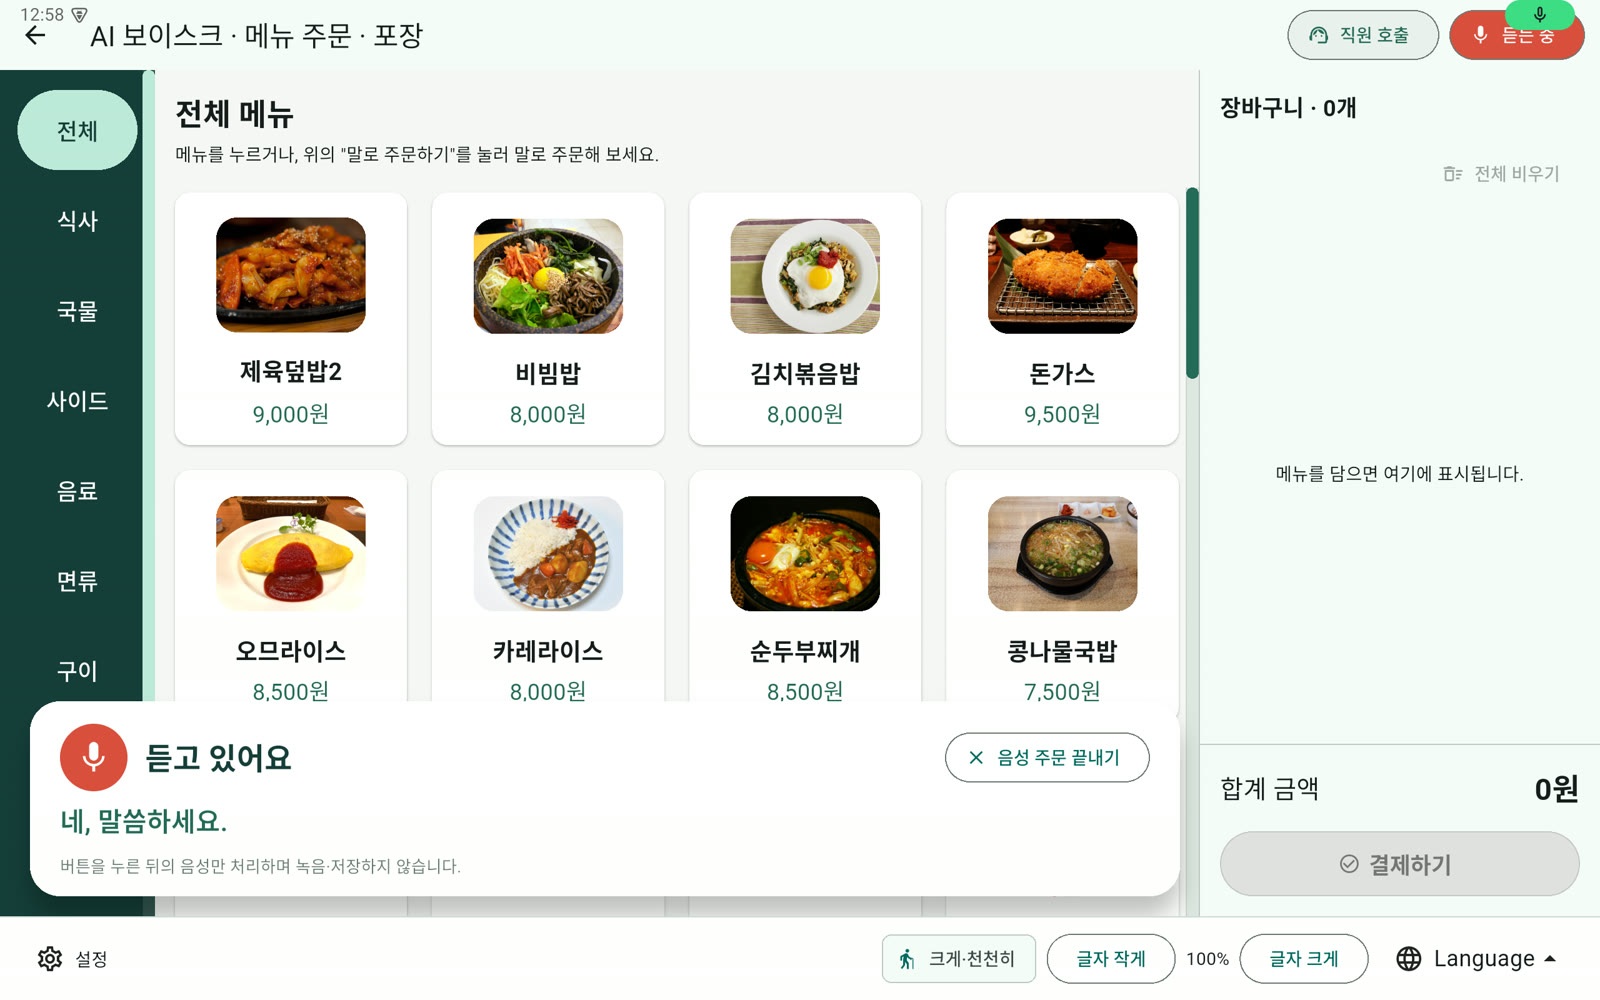 12:58
AI 보이스크 · 메뉴 주문 · 포장
직원 호출
듣는 중
전체
식사
국물
사이드
음료
면류
구이
전체 메뉴
메뉴를 누르거나, 위의 "말로 주문하기"를 눌러 말로 주문해 보세요.
제육덮밥2
9,000원
비빔밥
8,000원
김치볶음밥
8,000원
돈가스
9,500원
오므라이스
8,500원
카레라이스
8,000원
순두부찌개
8,500원
콩나물국밥
7,500원
듣고 있어요
음성 주문 끝내기
네, 말씀하세요.
버튼을 누른 뒤의 음성만 처리하며 녹음·저장하지 않습니다.
장바구니 · 0개
전체 비우기
메뉴를 담으면 여기에 표시됩니다.
합계 금액
0원
결제하기
설정
크게·천천히
글자 작게
100%
글자 크게
Language